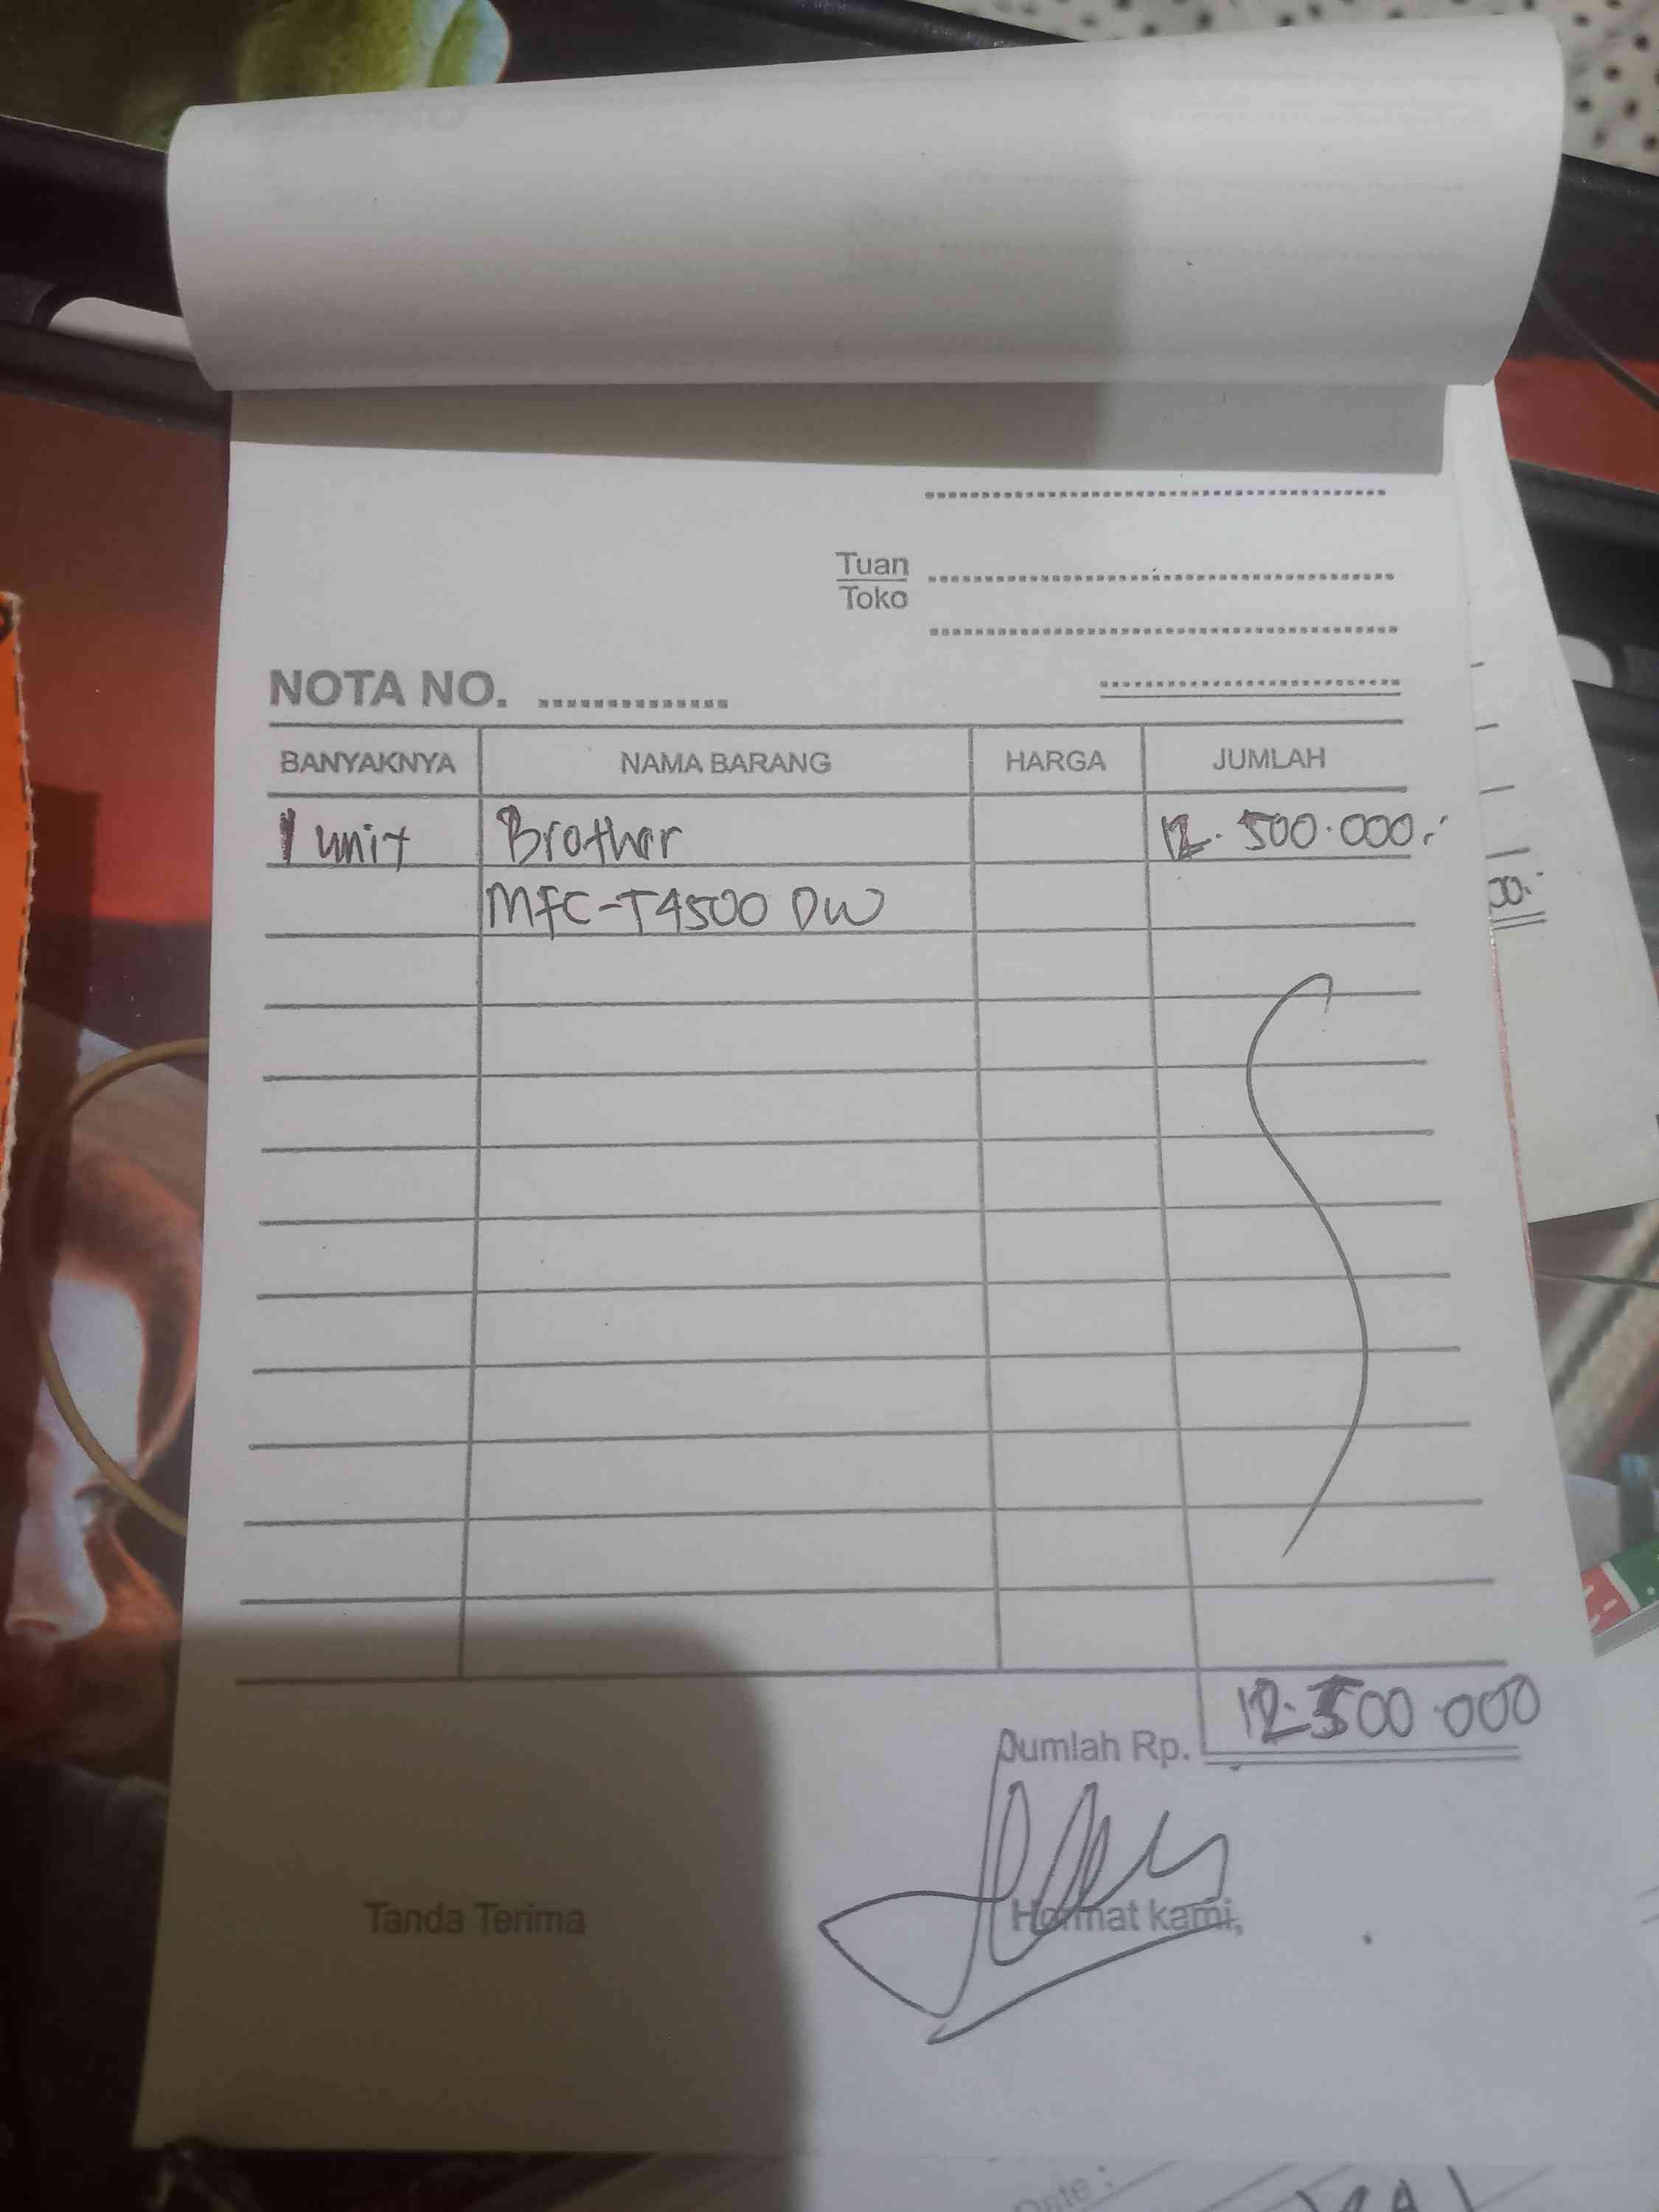 Tuan
Toko
NOTA NO.
BANYAKNYA NAMA BARANG HARGA JUMLAH
1 unit Brother 12.500.000,-
MFC-T4500 DW
Jumlah Rp. 12.500.000
Tanda Terima Hormat kami,
Date :